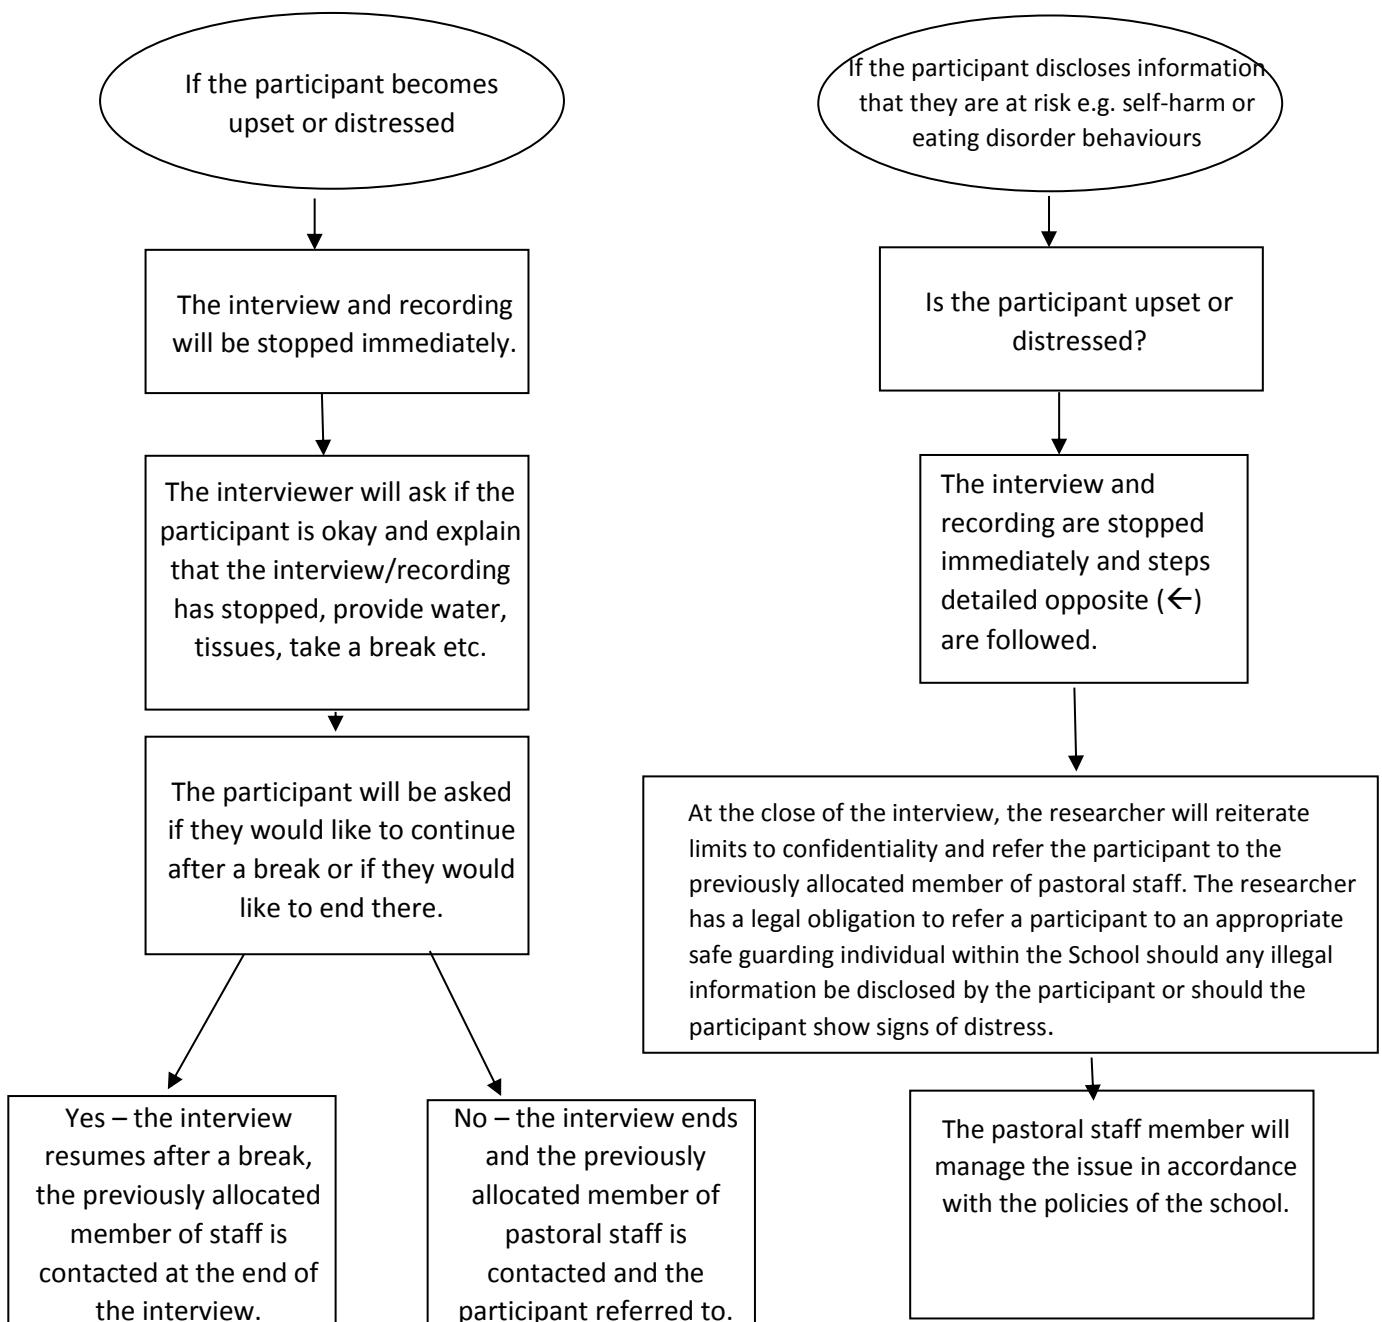 If the participant becomes
upset or distressed
The interview and recording
will be stopped immediately.
The interviewer will ask if the
participant is okay and explain
that the interview/recording
has stopped, provide water,
tissues, take a break etc.
The participant will be asked
if they would like to continue
after a break or if they would
like to end there.
Yes – the interview
resumes after a break,
the previously allocated
member of staff is
contacted at the end of
the interview.
No – the interview ends
and the previously
allocated member of
pastoral staff is
contacted and the
participant referred to.
If the participant discloses information
that they are at risk e.g. self-harm or
eating disorder behaviours
Is the participant upset or
distressed?
The interview and
recording are stopped
immediately and steps
detailed opposite (←)
are followed.
At the close of the interview, the researcher will reiterate
limits to confidentiality and refer the participant to the
previously allocated member of pastoral staff. The researcher
has a legal obligation to refer a participant to an appropriate
safe guarding individual within the School should any illegal
information be disclosed by the participant or should the
participant show signs of distress.
The pastoral staff member will
manage the issue in accordance
with the policies of the school.